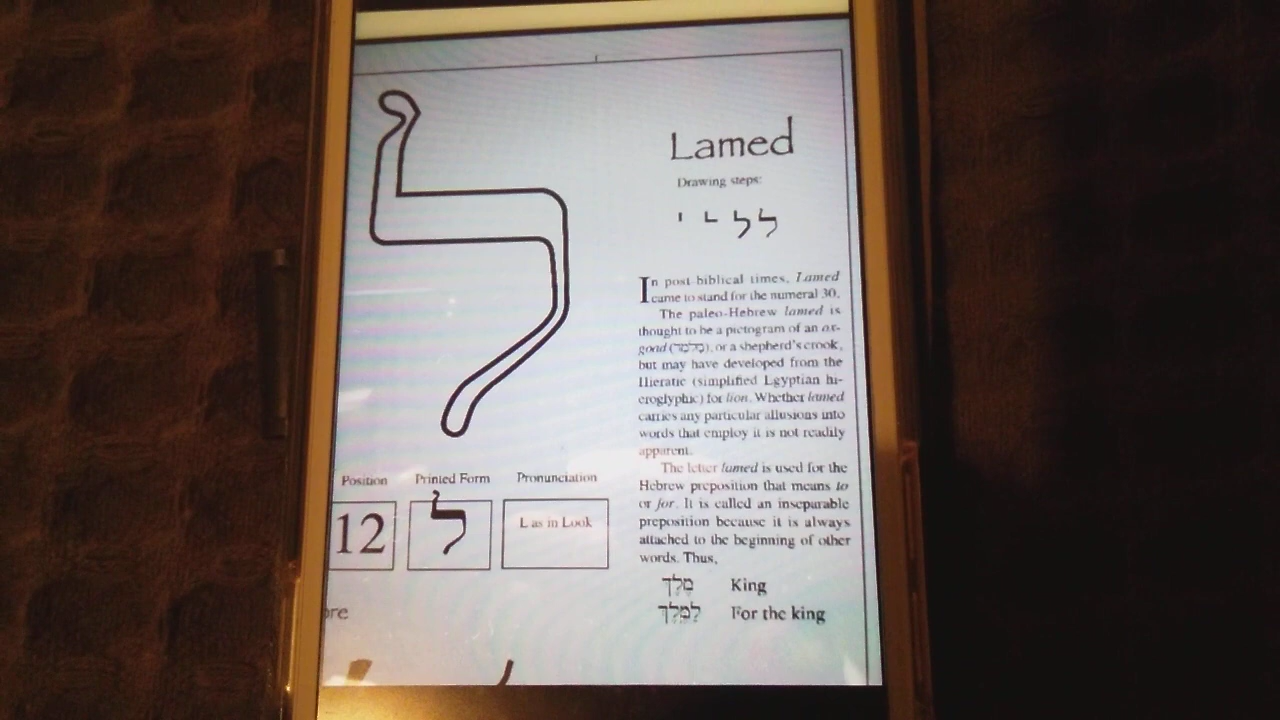 ל
Lamed
Drawing steps:
In post biblical times, Lamed
came to stand for the numeral 30.
The paleo-Hebrew lamed is
thought to be a pictogram of an ox-
goad (מלמד), or a shepherd's crook,
but may have developed from the
Hieratic (simplified Egyptian hi-
eroglyphic) for lion. Whether lamed
carries any particular allusions into
words that employ it is not readily
apparent.
The letter lamed is used for the
Hebrew preposition that means to
or for. It is called an inseparable
preposition because it is always
attached to the beginning of other
words. Thus,
מֶלֶךְ King
לְמֶלֶךְ For the king
Position Printed Form Pronunciation
12 ל L as in Look